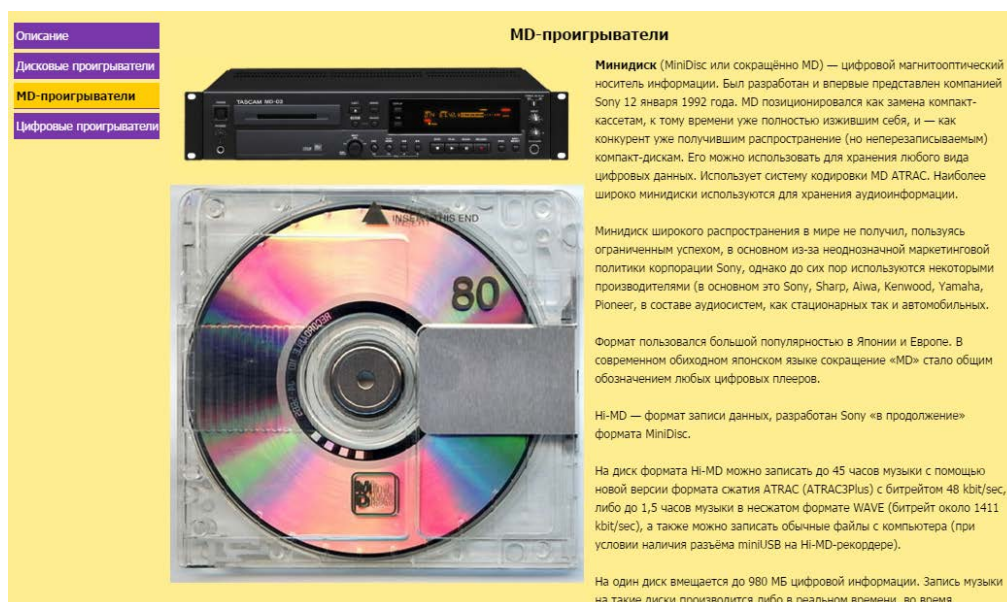 Описание
Дисковые проигрыватели
MD-проигрыватели
Цифровые проигрыватели
MD-проигрыватели
TASCAM MD-02
INSERT THIS END
80
RECORDABLE
Минидиск (MiniDisc или сокращённо MD) — цифровой магнитооптический
носитель информации. Был разработан и впервые представлен компанией
Sony 12 января 1992 года. MD позиционировался как замена компакт-
кассетам, к тому времени уже полностью изжившим себя, и — как
конкурент уже получившим распространение (но неперезаписываемым)
компакт-дискам. Его можно использовать для хранения любого вида
цифровых данных. Использует систему кодировки MD ATRAC. Наиболее
широко минидиски используются для хранения аудиоинформации.
Минидиск широкого распространения в мире не получил, пользуясь
ограниченным успехом, в основном из-за неоднозначной маркетинговой
политики корпорации Sony, однако до сих пор используются некоторыми
производителями (в основном это Sony, Sharp, Aiwa, Kenwood, Yamaha,
Pioneer, в составе аудиосистем, как стационарных так и автомобильных.
Формат пользовался большой популярностью в Японии и Европе. В
современном обиходном японском языке сокращение «MD» стало общим
обозначением любых цифровых плееров.
Hi-MD — формат записи данных, разработан Sony «в продолжение»
формата MiniDisc.
На диск формата Hi-MD можно записать до 45 часов музыки с помощью
новой версии формата сжатия ATRAC (ATRAC3Plus) с битрейтом 48 kbit/sec,
либо до 1,5 часов музыки в несжатом формате WAVE (битрейт около 1411
kbit/sec), а также можно записать обычные файлы с компьютера (при
условии наличия разъёма miniUSB на Hi-MD-рекордере).
На один диск вмещается до 980 МБ цифровой информации. Запись музыки
на такие диски производится либо в реальном времени, во время